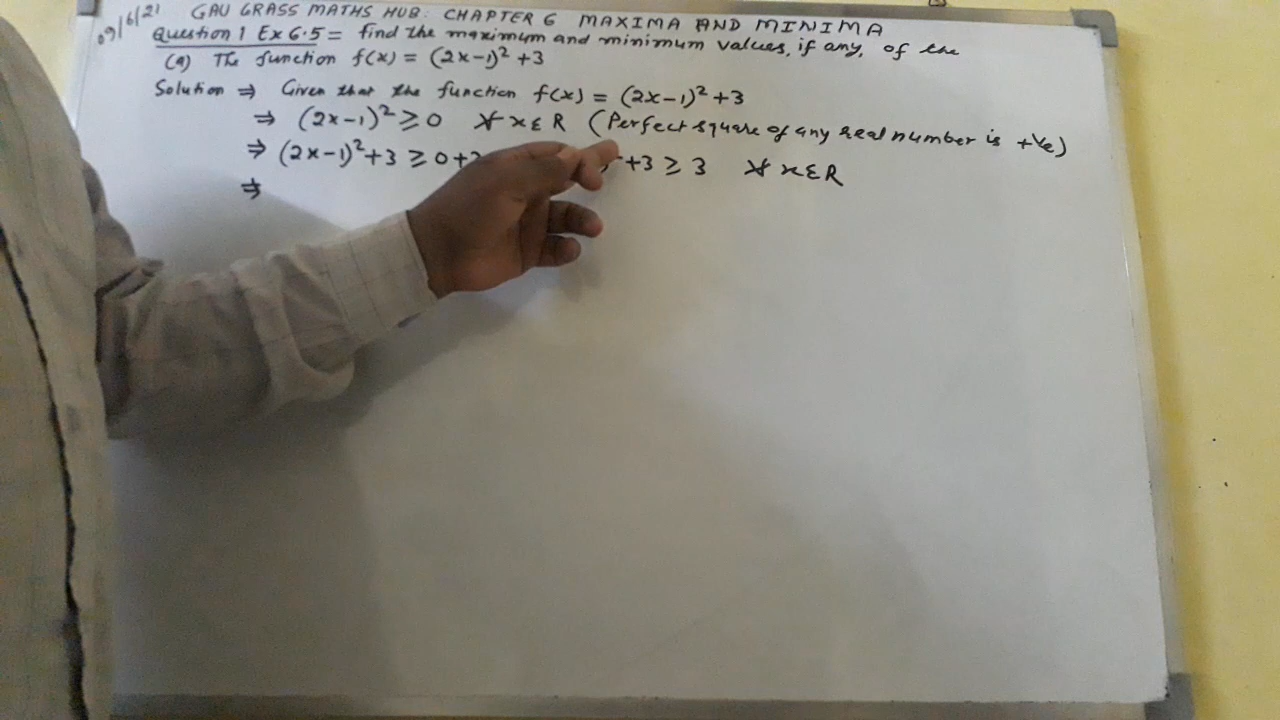 09/6/21 GAU GRASS MATHS HUB: CHAPTER 6 MAXIMA AND MINIMA
Question 1 Ex 6.5 = find the maximum and minimum values, if any, of the
(a) The function f(x) = (2x-1)² + 3
Solution ⇒ Given that the function f(x) = (2x-1)² + 3
⇒ (2x-1)² ≥ 0 ∀ x ε R (Perfect square of any real number is +Ve)
⇒ (2x-1)² + 3 ≥ 0 + +3 ≥ 3 ∀ x ε R
⇒